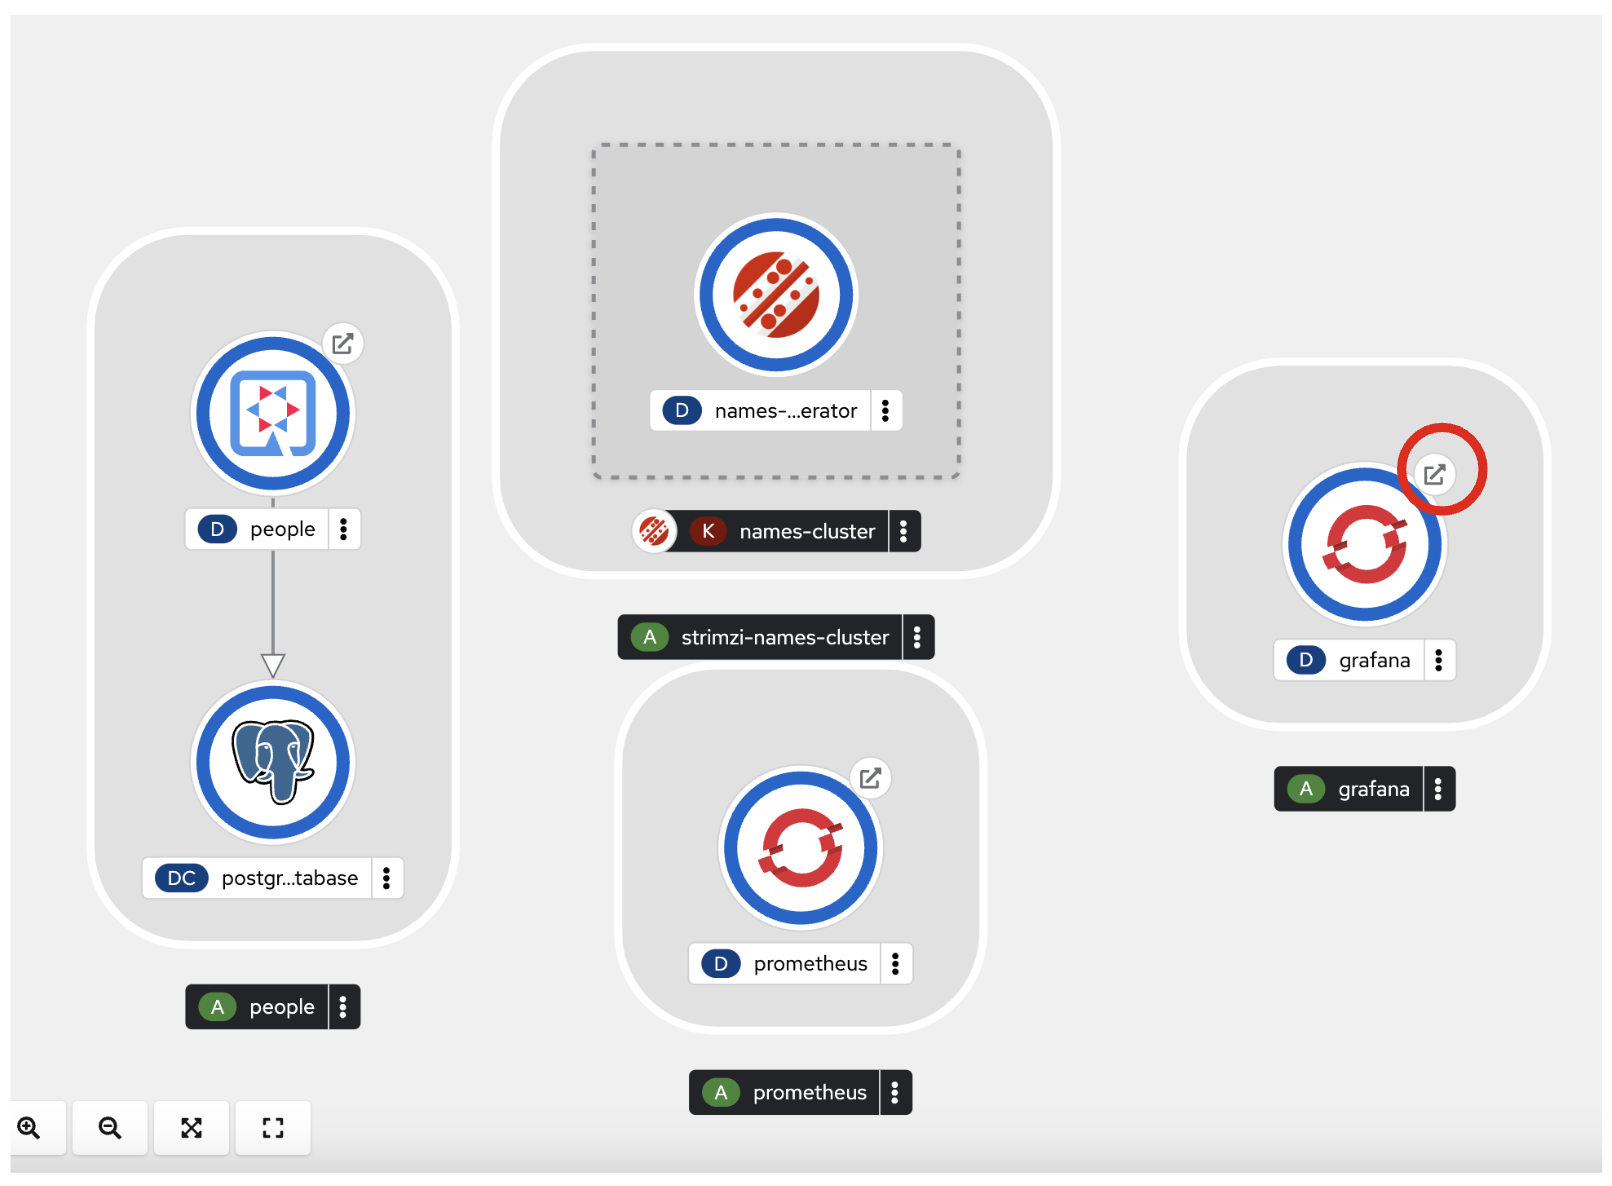 D people
DC postgr...tabase
A people
D names-...erator
K names-cluster
A strimzi-names-cluster
D prometheus
A prometheus
D grafana
A grafana